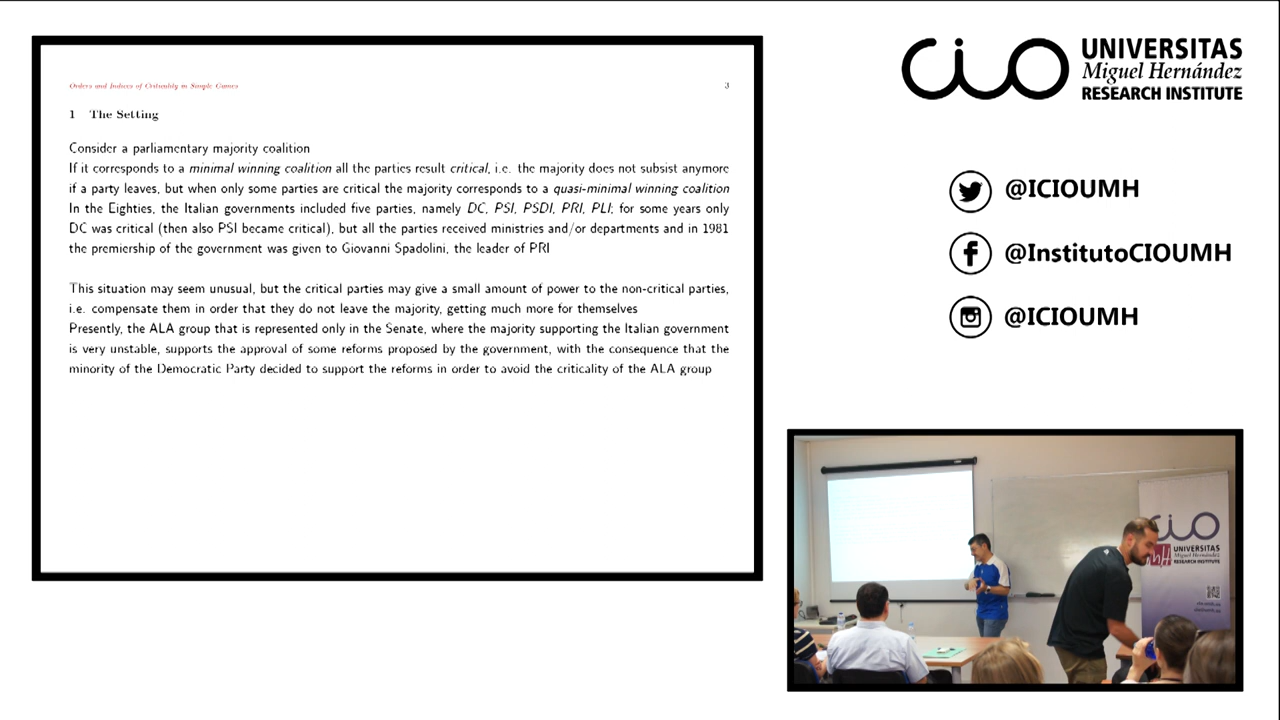 Orders and Indices of Criticality in Simple Games 3
1 The Setting
Consider a parliamentary majority coalition
If it corresponds to a minimal winning coalition all the parties result critical, i.e. the majority does not subsist anymore
if a party leaves, but when only some parties are critical the majority corresponds to a quasi-minimal winning coalition
In the Eighties, the Italian governments included five parties, namely DC, PSI, PSDI, PRI, PLI; for some years only
DC was critical (then also PSI became critical), but all the parties received ministries and/or departments and in 1981
the premiership of the government was given to Giovanni Spadolini, the leader of PRI
This situation may seem unusual, but the critical parties may give a small amount of power to the non-critical parties,
i.e. compensate them in order that they do not leave the majority, getting much more for themselves
Presently, the ALA group that is represented only in the Senate, where the majority supporting the Italian government
is very unstable, supports the approval of some reforms proposed by the government, with the consequence that the
minority of the Democratic Party decided to support the reforms in order to avoid the criticality of the ALA group
cio
UNIVERSITAS
Miguel Hernández
RESEARCH INSTITUTE
@ICIOUMH
@InstitutoCIOUMH
@ICIOUMH
cio
UNIVERSITAS
Miguel Hernández
RESEARCH INSTITUTE